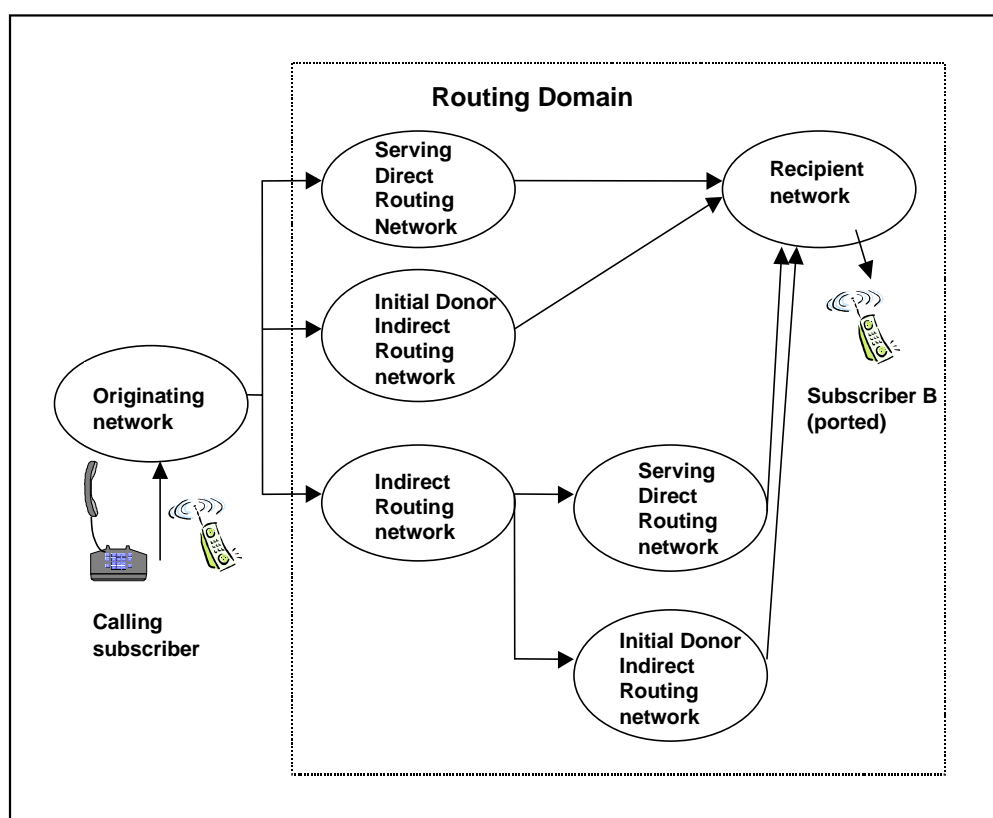 Routing Domain
Serving
Direct
Routing
Network
Recipient
network
Initial Donor
Indirect
Routing
network
Originating
network
Subscriber B
(ported)
Indirect
Routing
network
Serving
Direct
Routing
network
Calling
subscriber
Initial Donor
Indirect
Routing
network